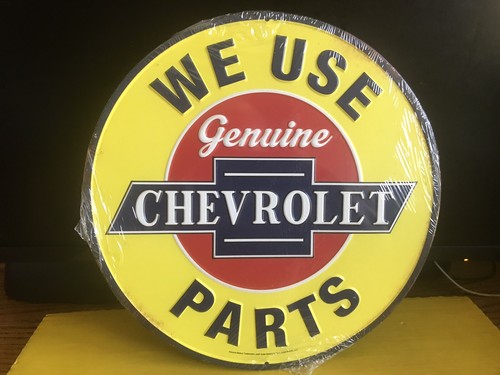 WE USE
Genuine
CHEVROLET
PARTS